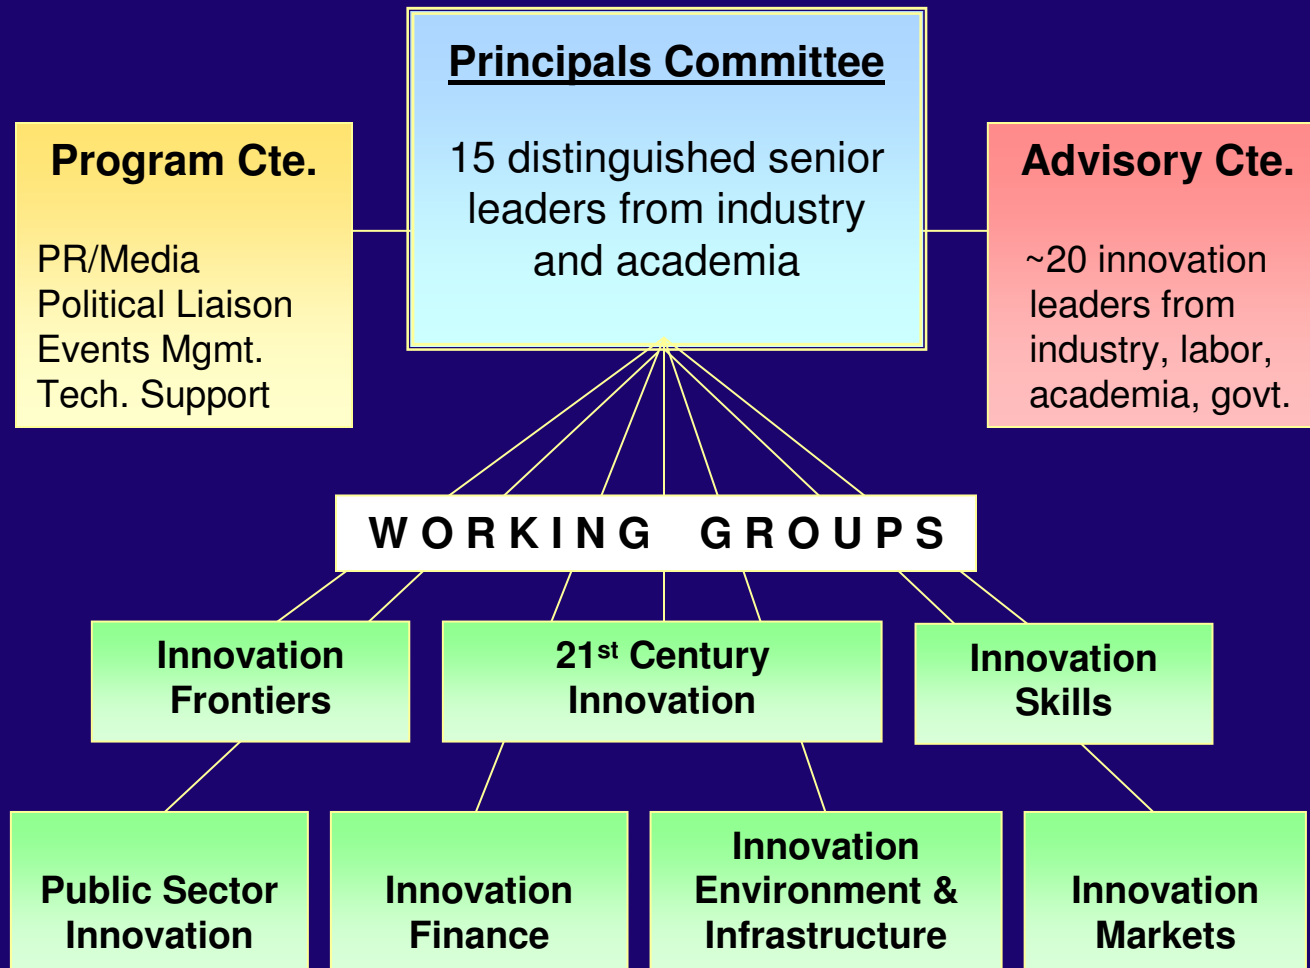 Principals Committee
15 distinguished senior
leaders from industry
and academia
Program Cte.
PR/Media
Political Liaison
Events Mgmt.
Tech. Support
Advisory Cte.
~20 innovation
leaders from
industry, labor,
academia, govt.
W O R K I N G G R O U P S
Innovation
Frontiers
21st Century
Innovation
Innovation
Skills
Public Sector
Innovation
Innovation
Finance
Innovation
Environment &
Infrastructure
Innovation
Markets